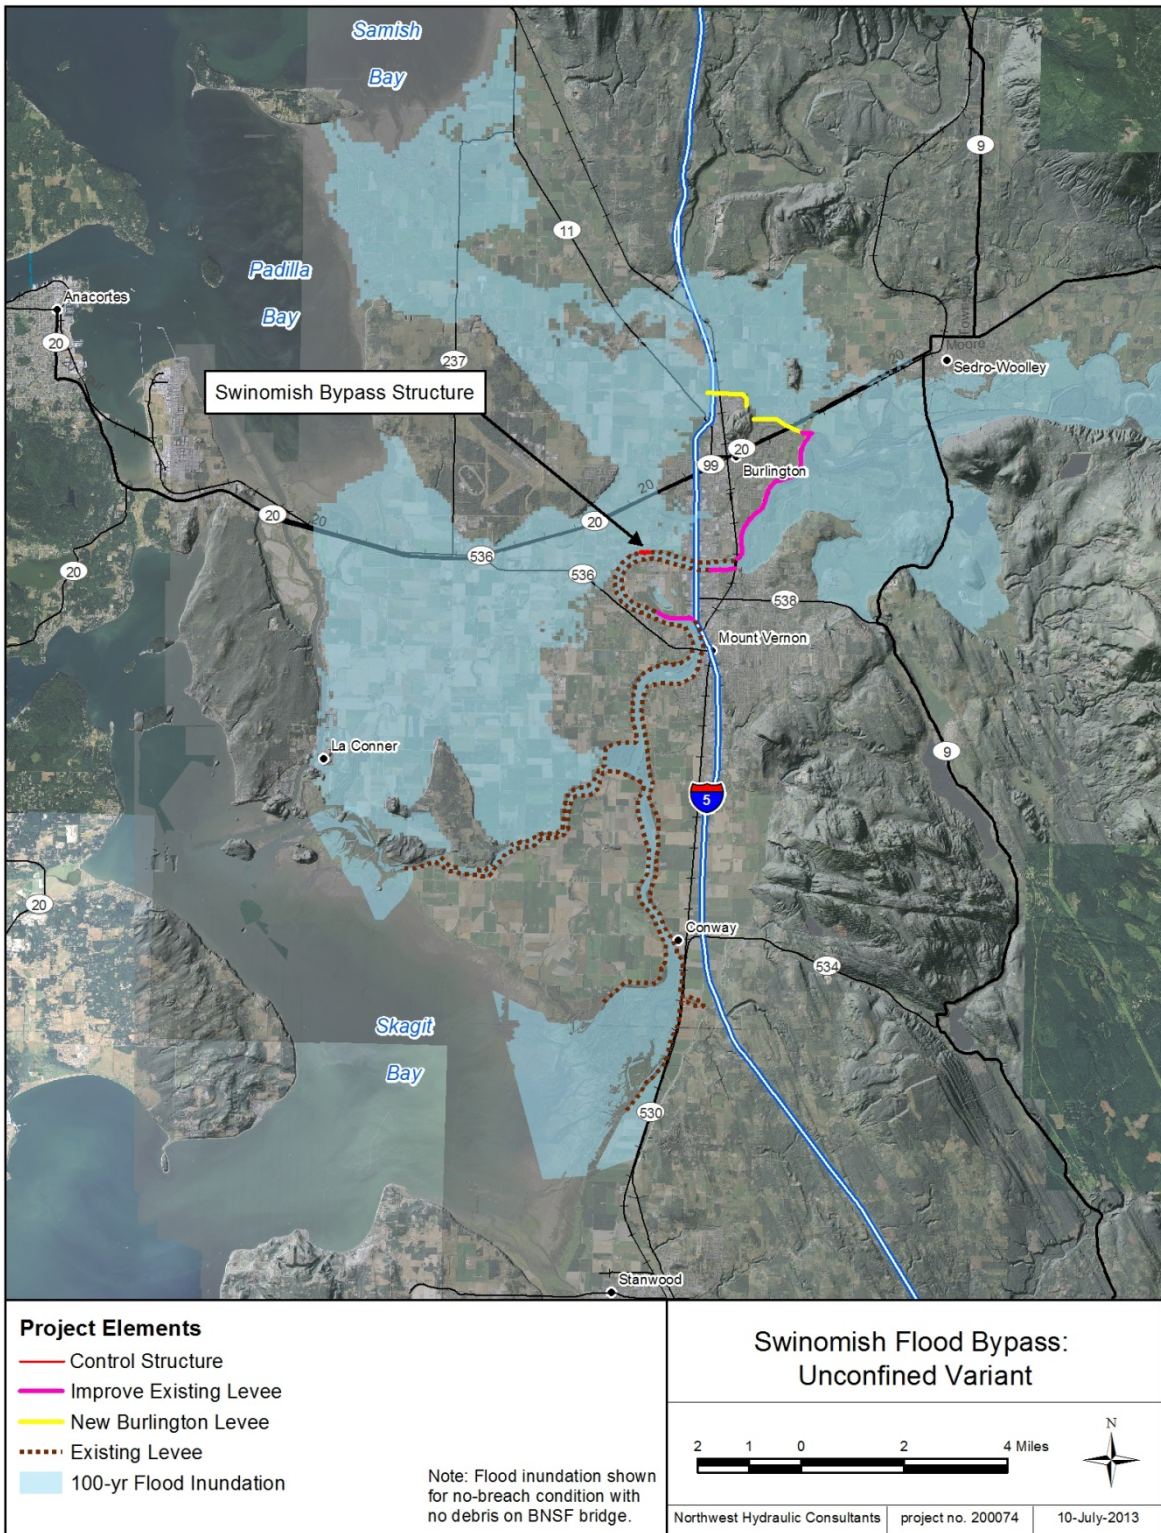 Samish
Bay
9
11
Padilla
Bay
Anacortes
20
237
Moore
Sedro-Woolley
Swinomish Bypass Structure
20
99
Burlington
20
20
20
20
536
536
20
538
Mount Vernon
La Conner
9
5
20
Conway
534
Skagit
Bay
530
Stanwood
Project Elements
Control Structure
Improve Existing Levee
New Burlington Levee
Existing Levee
100-yr Flood Inundation
Note: Flood inundation shown
for no-breach condition with
no debris on BNSF bridge.
Swinomish Flood Bypass:
Unconfined Variant
N
2 1 0 2 4 Miles
Northwest Hydraulic Consultants project no. 200074 10-July-2013